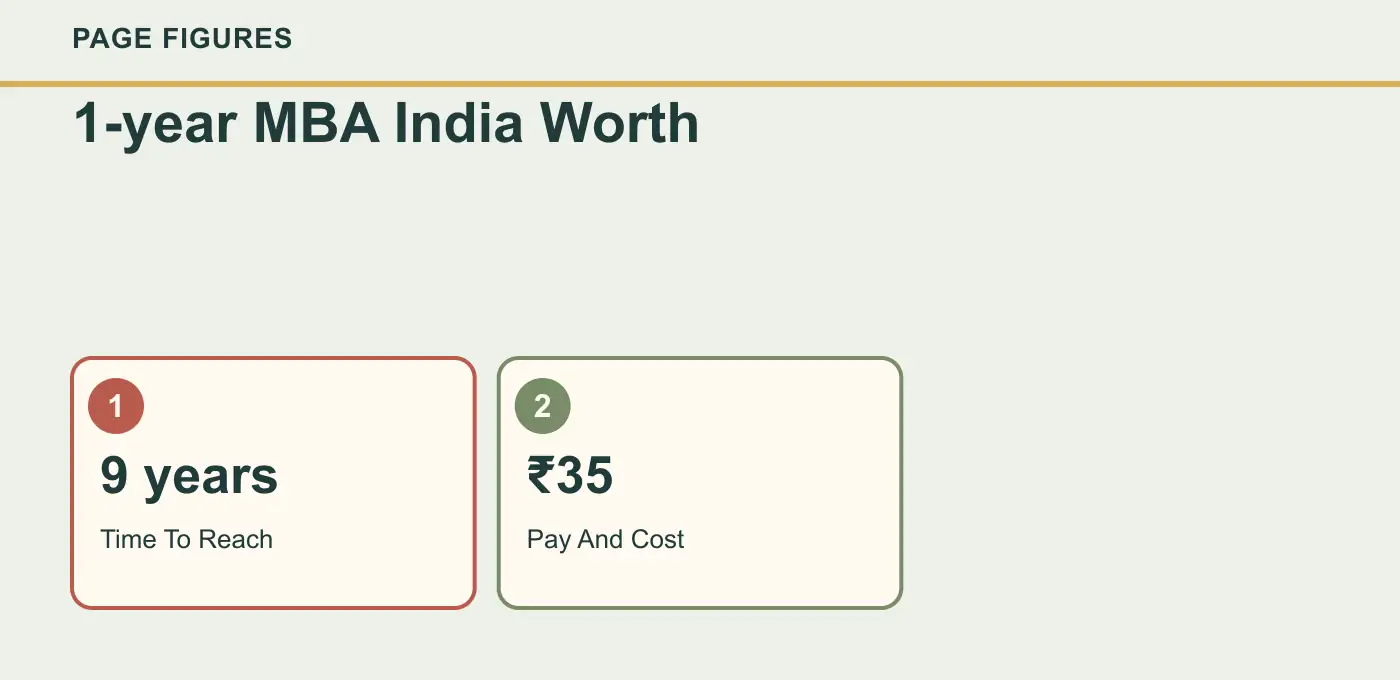 PAGE FIGURES
1-year MBA India Worth
1
9 years
Time To Reach
2
₹35
Pay And Cost